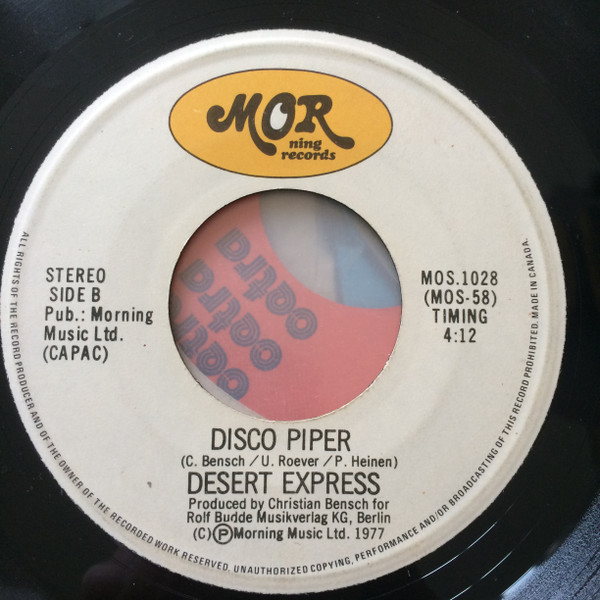 MOR
ning
records
STEREO
SIDE B
Pub.: Morning
Music Ltd.
(CAPAC)
MOS.1028
(MOS-58)
TIMING
4:12
catra
catra
catra
DISCO PIPER
(C. Bensch / U. Roever / P. Heinen)
DESERT EXPRESS
Produced by Christian Bensch for
Rolf Budde Musikverlag KG, Berlin
(C)(P)Morning Music Ltd. 1977
ALL RIGHTS OF THE RECORD PRODUCER AND OF THE OWNER OF THE RECORDED WORK RESERVED. UNAUTHORIZED COPYING, PERFORMANCE AND/OR BROADCASTING OF THIS RECORD PROHIBITED. MADE IN CANADA.